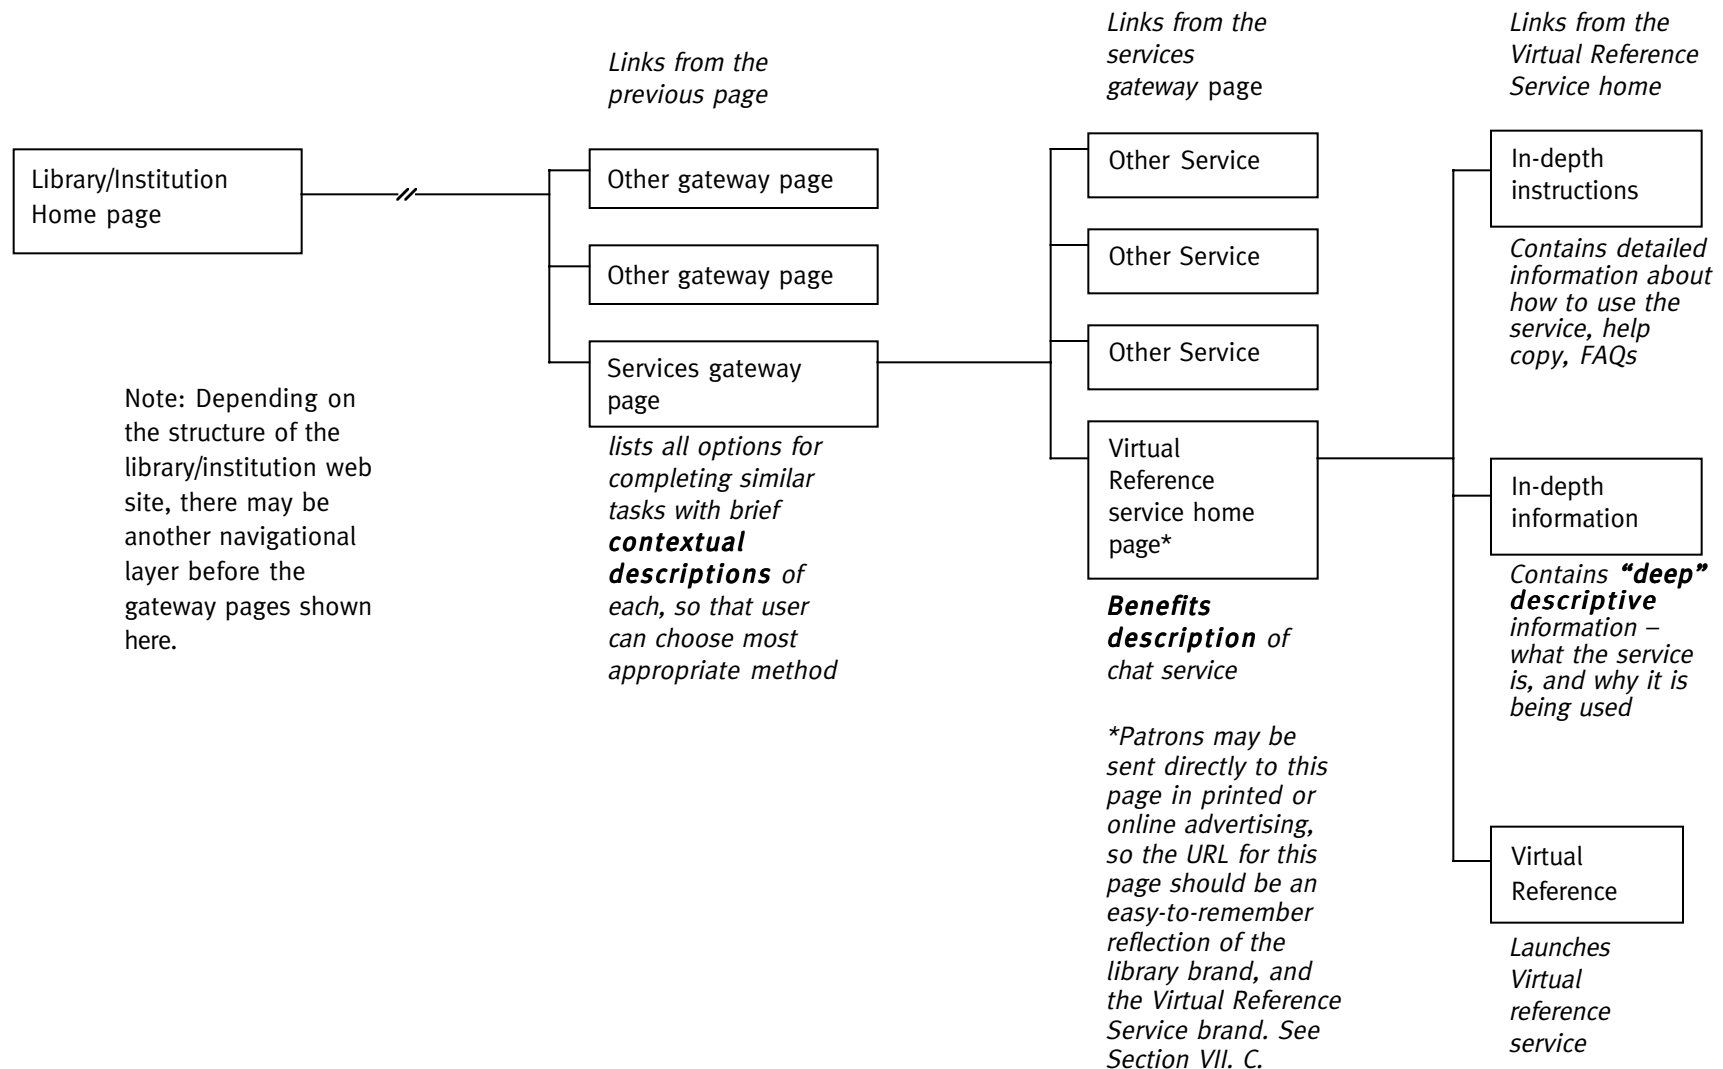 Links from the
previous page
Links from the
services
gateway page
Links from the
Virtual Reference
Service home
Library/Institution
Home page
Note: Depending on
the structure of the
library/institution web
site, there may be
another navigational
layer before the
gateway pages shown
here.
Other gateway page
Other gateway page
Services gateway
page
lists all options for
completing similar
tasks with brief
contextual
descriptions of
each, so that user
can choose most
appropriate method
Other Service
Other Service
Other Service
Virtual
Reference
service home
page*
Benefits
description of
chat service
*Patrons may be
sent directly to this
page in printed or
online advertising,
so the URL for this
page should be an
easy-to-remember
reflection of the
library brand, and
the Virtual Reference
Service brand. See
Section VII. C.
In-depth
instructions
Contains detailed
information about
how to use the
service, help
copy, FAQs
In-depth
information
Contains “deep”
descriptive
information –
what the service
is, and why it is
being used
Virtual
Reference
Launches
Virtual
reference
service